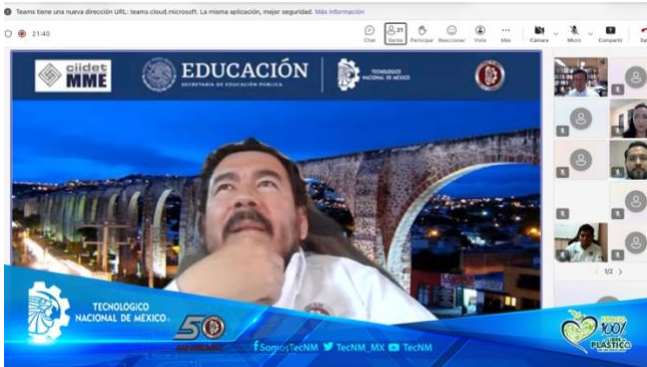 Teams tiene una nueva dirección URL: teams.cloud.microsoft. La misma aplicación, mejor seguridad. Más información
21:40
Chat
21
Gente
Participar
Reaccionar
Vista
Más
Cámara
Micro
Compartir
ciidet
MME
EDUCACIÓN
SECRETARÍA DE EDUCACIÓN PÚBLICA
TECNOLÓGICO
NACIONAL DE MÉXICO
1/2
TECNOLÓGICO
NACIONAL DE MÉXICO
50
SomosTecNM TecNM_MX TecNM
100%
PLÁSTICO